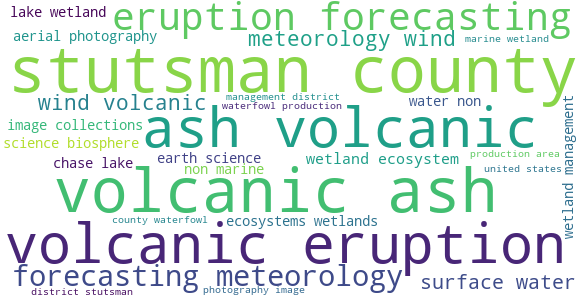 lake wetland
eruption forecasting
aerial photography
meteorology wind
marine wetland
stutsman county
wind volcanic
management district
waterfowl production
water non
image collections
ash volcanic
science biosphere
wetland management
chase lake
earth science
wetland ecosystem
production area
non marine
united states
volcanic ash
county waterfowl
ecosystems wetlands
volcanic eruption
forecasting meteorology
surface water
district stutsman
photography image